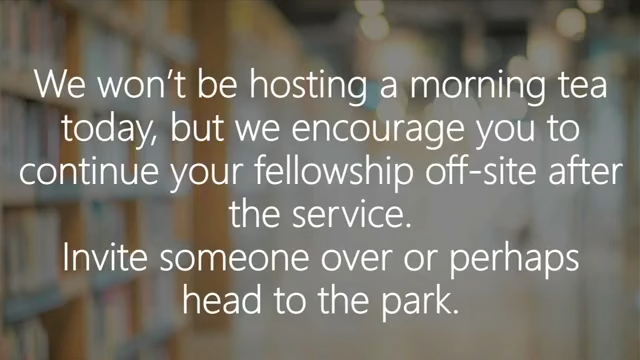 We won't be hosting a morning tea
today, but we encourage you to
continue your fellowship off-site after
the service.
Invite someone over or perhaps
head to the park.